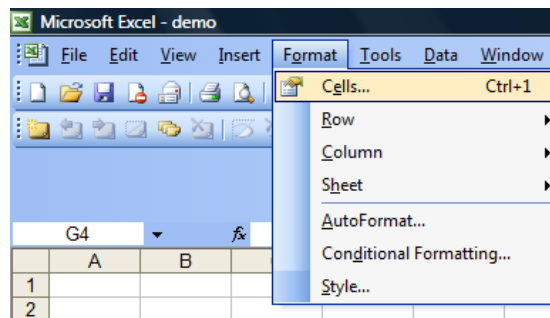 Microsoft Excel - demo
File Edit View Insert Format Tools Data Window
Cells... Ctrl+1
Row
Column
Sheet
AutoFormat...
Conditional Formatting...
Style...
G4 fx
A B
1
2